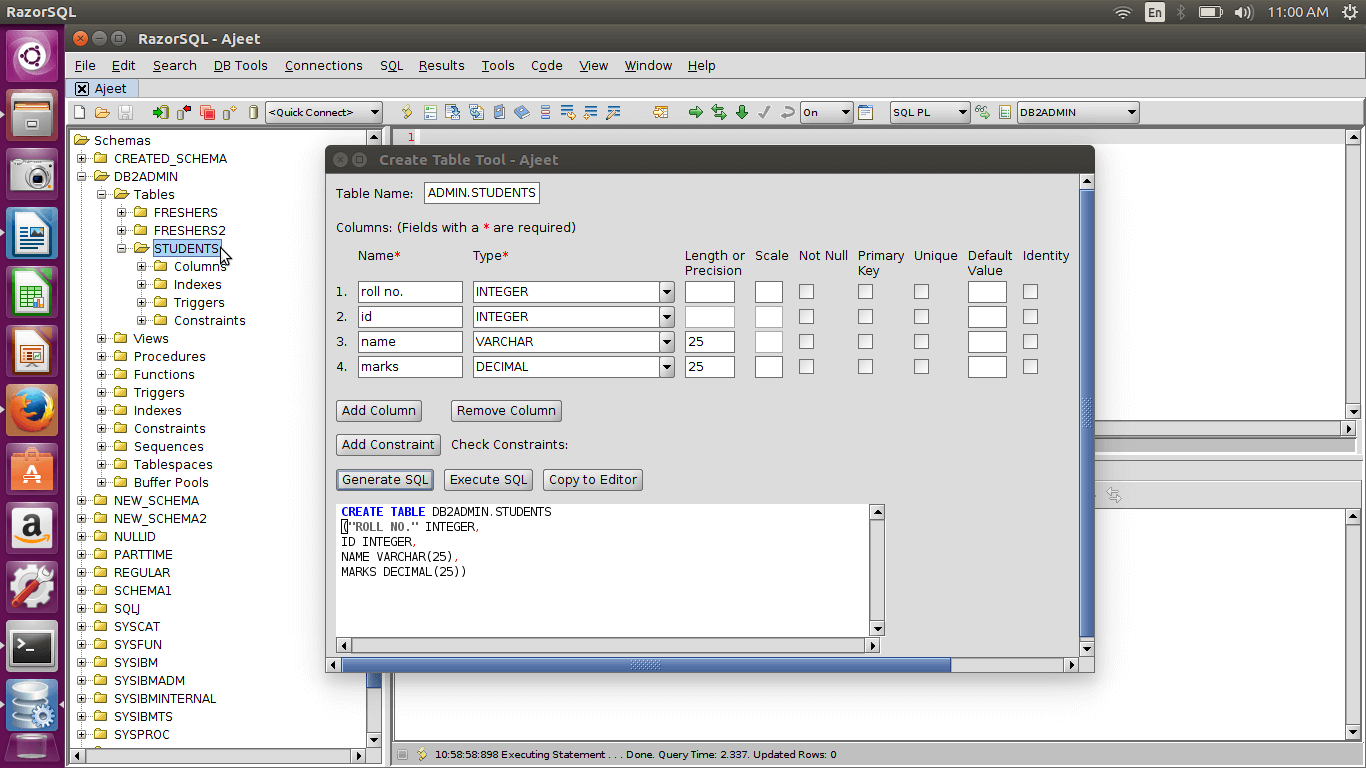 RazorSQL
En
11:00 AM
RazorSQL - Ajeet
File Edit Search DB Tools Connections SQL Results Tools Code View Window Help
Ajeet
<Quick Connect>
On
SQL PL
DB2ADMIN
Schemas
CREATED_SCHEMA
DB2ADMIN
Tables
FRESHERS
FRESHERS2
STUDENTS
Columns
Indexes
Triggers
Constraints
Views
Procedures
Functions
Triggers
Indexes
Constraints
Sequences
Tablespaces
Buffer Pools
NEW_SCHEMA
NEW_SCHEMA2
NULLID
PARTTIME
REGULAR
SCHEMA1
SQLJ
SYSCAT
SYSFUN
SYSIBM
SYSIBMADM
SYSIBMINTERNAL
SYSIBMTS
SYSPROC
1
Create Table Tool - Ajeet
Table Name: ADMIN.STUDENTS
Columns: (Fields with a * are required)
Name* Type* Length or Precision Scale Not Null Primary Key Unique Default Value Identity
1. roll no. INTEGER
2. id INTEGER
3. name VARCHAR 25
4. marks DECIMAL 25
Add Column Remove Column
Add Constraint Check Constraints:
Generate SQL Execute SQL Copy to Editor
CREATE TABLE DB2ADMIN.STUDENTS
("ROLL NO." INTEGER,
ID INTEGER,
NAME VARCHAR(25),
MARKS DECIMAL(25))
10:58:58:898 Executing Statement . . . Done. Query Time: 2.337. Updated Rows: 0